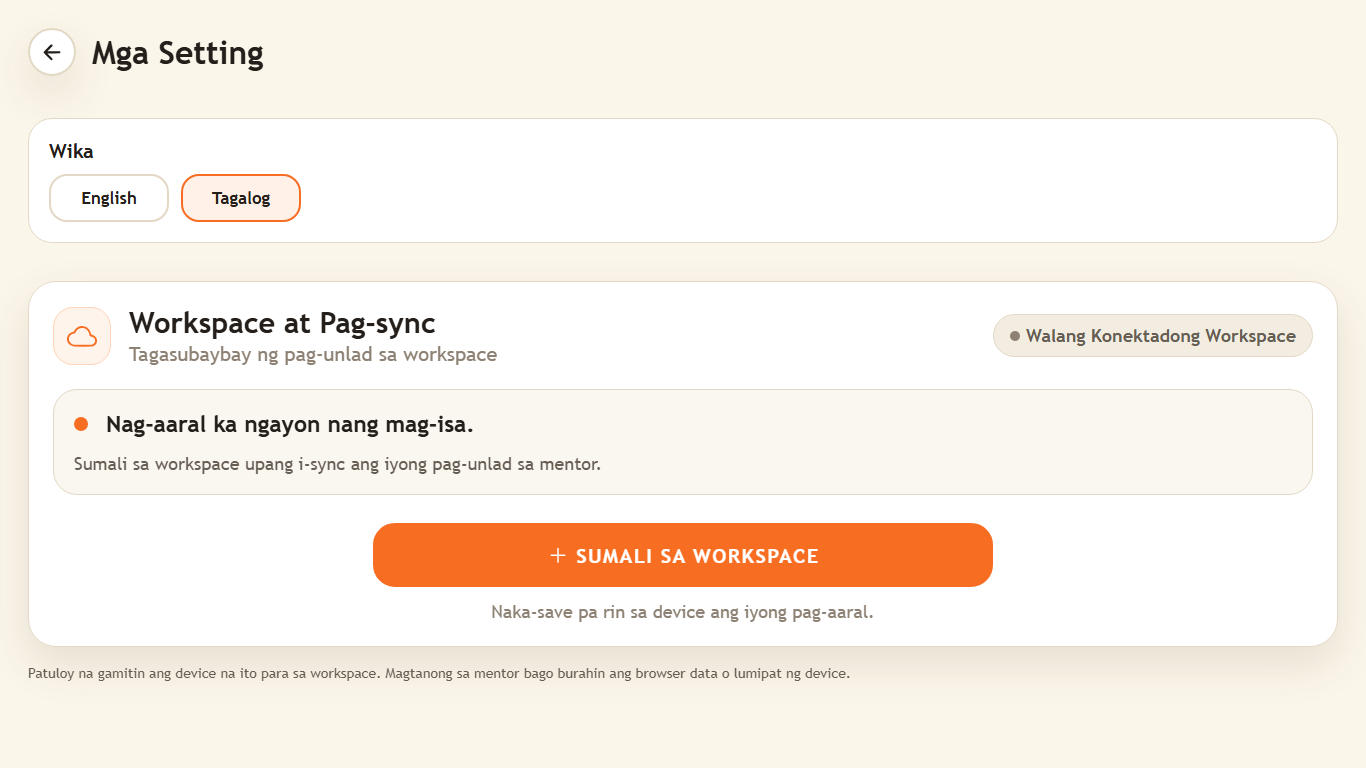 Mga Setting
Wika
English
Tagalog
Workspace at Pag-sync
Tagasubaybay ng pag-unlad sa workspace
Walang Konektadong Workspace
Nag-aaral ka ngayon nang mag-isa.
Sumali sa workspace upang i-sync ang iyong pag-unlad sa mentor.
+ SUMALI SA WORKSPACE
Naka-save pa rin sa device ang iyong pag-aaral.
Patuloy na gamitin ang device na ito para sa workspace. Magtanong sa mentor bago burahin ang browser data o lumipat ng device.